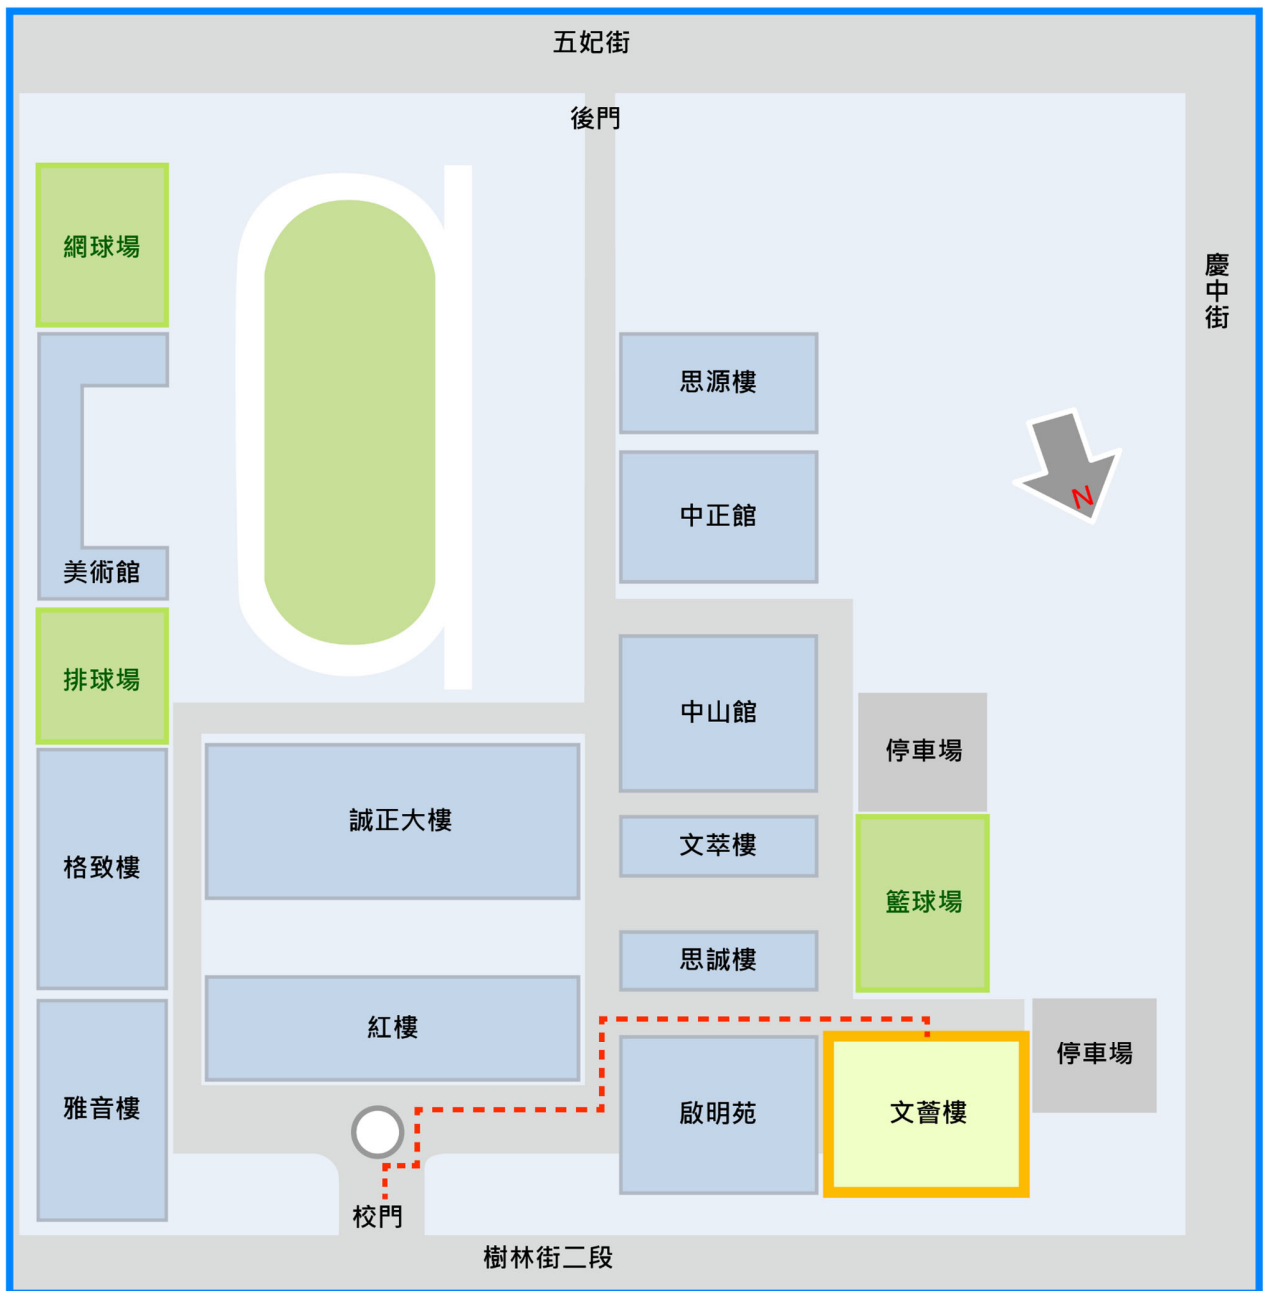 五妃街
後門
網球場
慶中街
思源樓
N
中正館
美術館
排球場
中山館
停車場
誠正大樓
文萃樓
格致樓
籃球場
思誠樓
紅樓
停車場
雅音樓
啟明苑
文薈樓
校門
樹林街二段